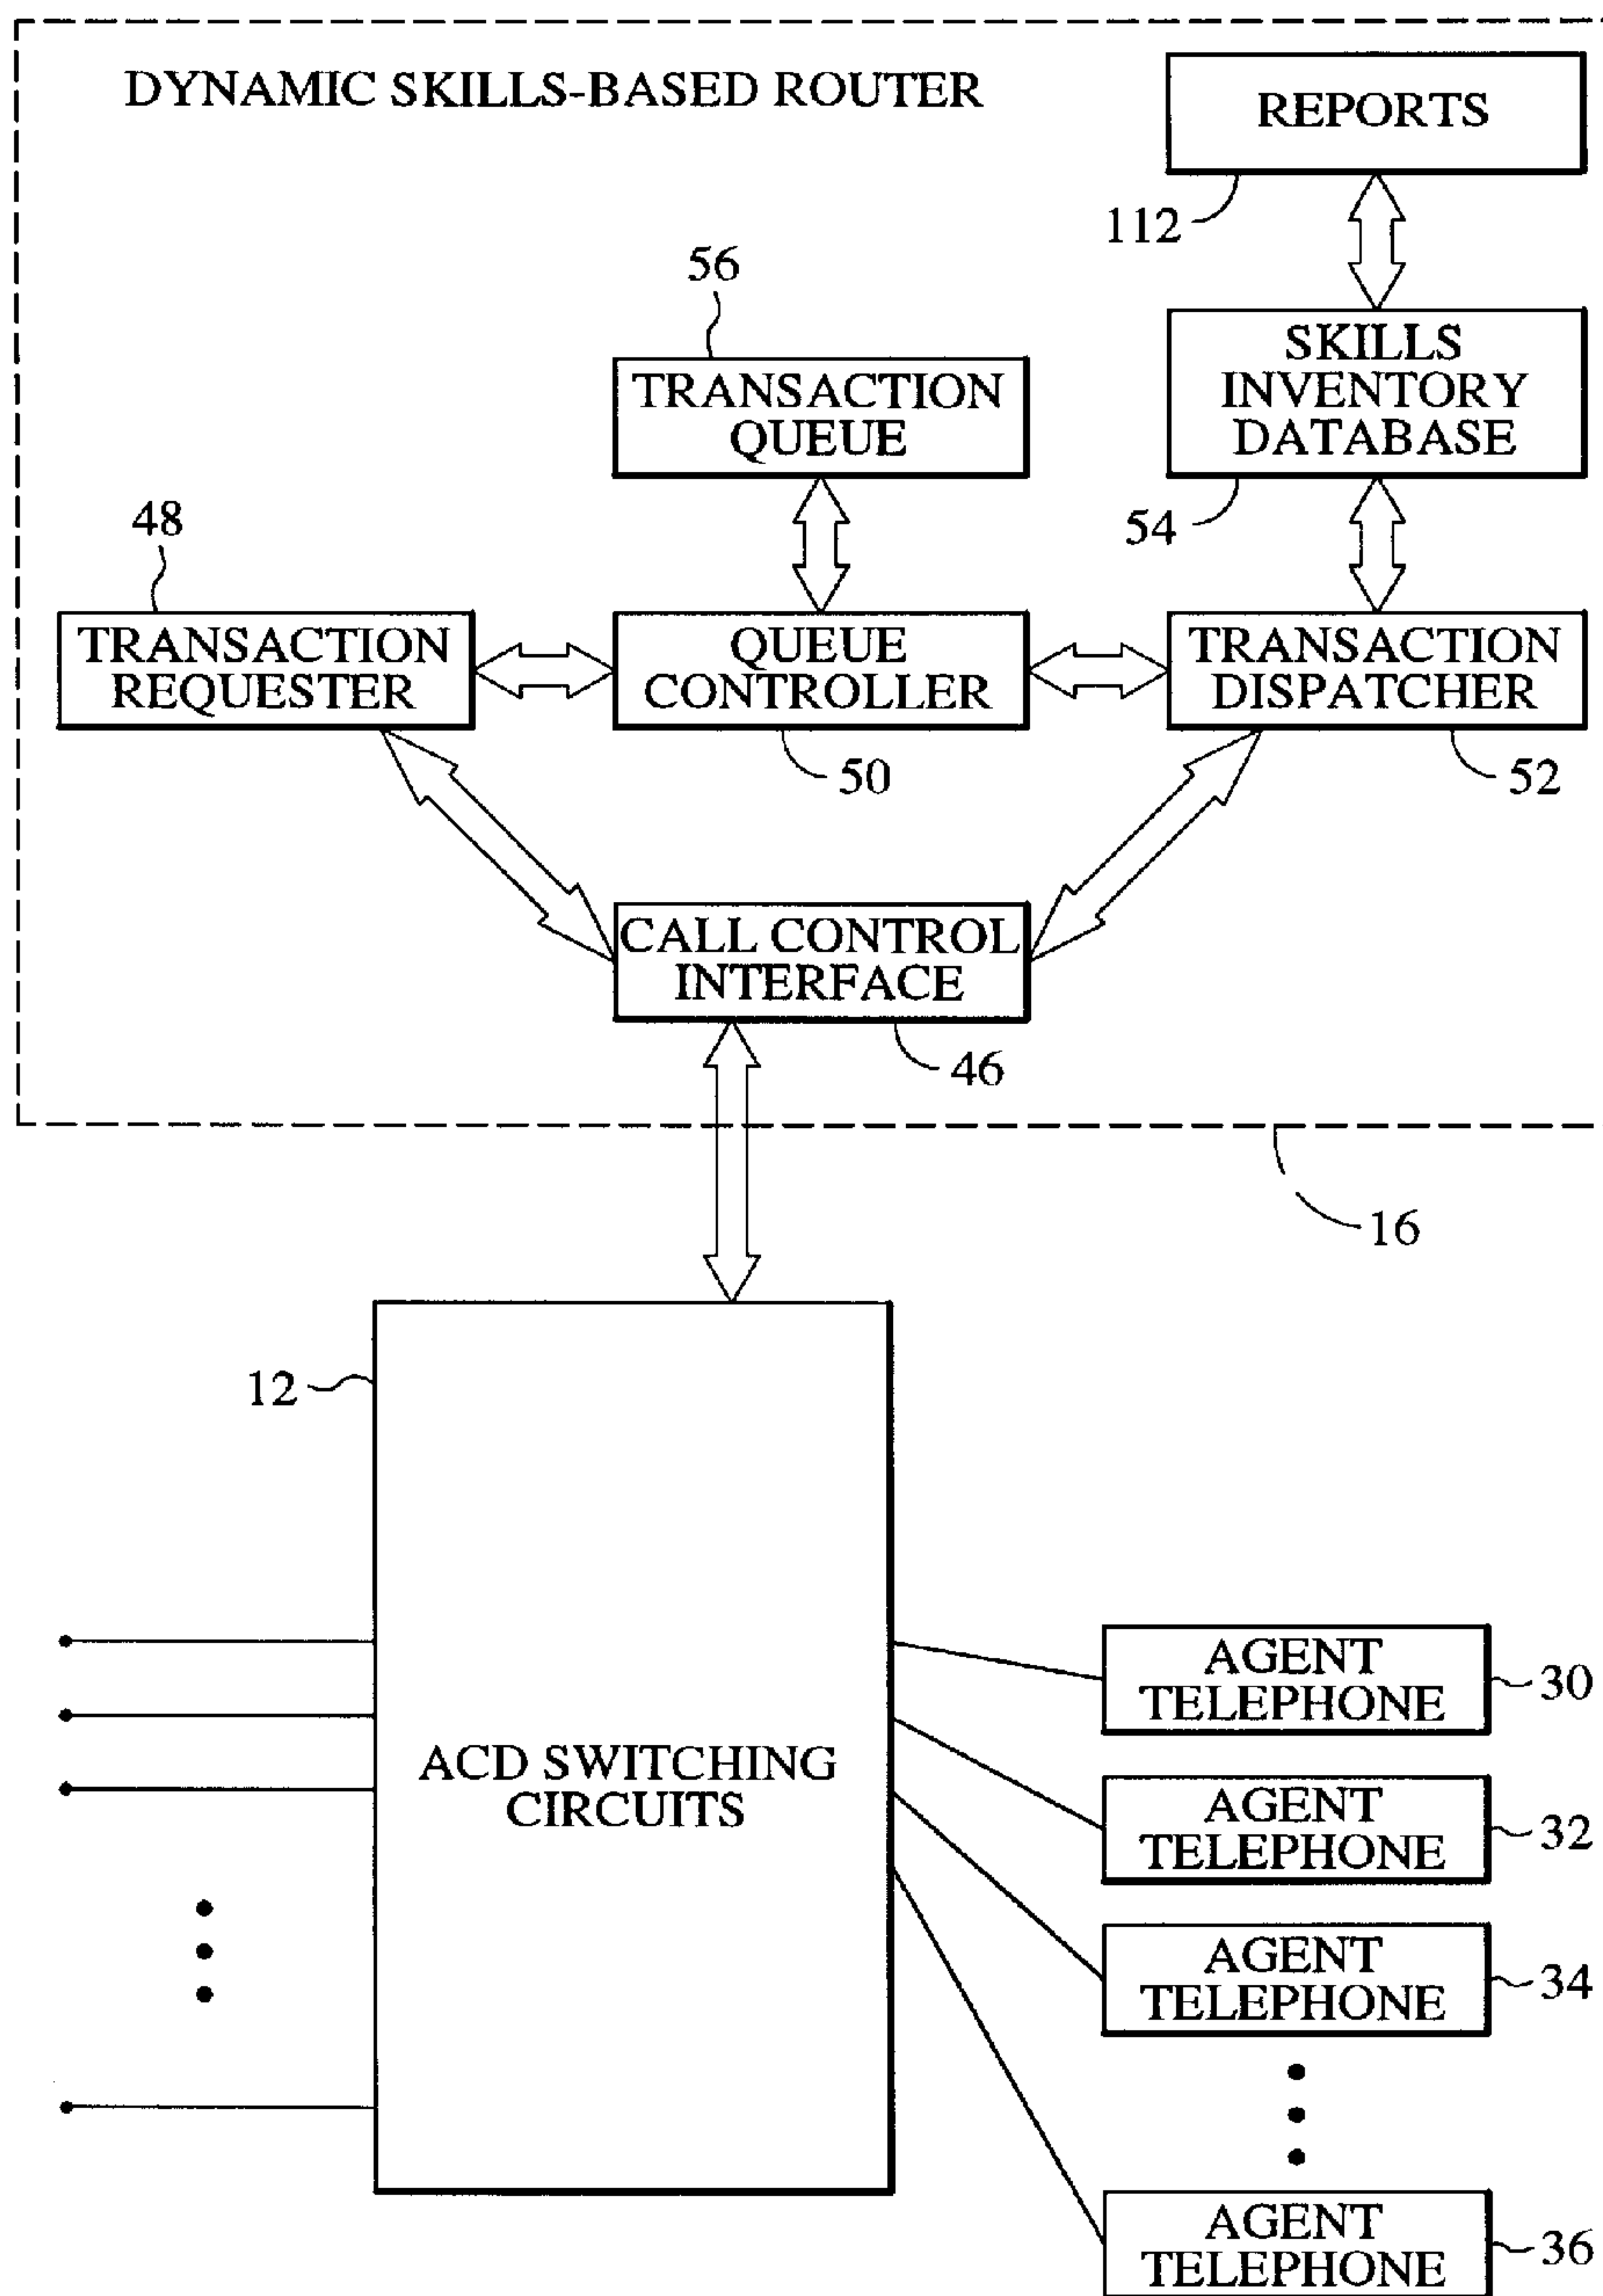 DYNAMIC SKILLS-BASED ROUTER
REPORTS
112
56
TRANSACTION
QUEUE
SKILLS
INVENTORY
DATABASE
54
48
TRANSACTION
REQUESTER
QUEUE
CONTROLLER
50
TRANSACTION
DISPATCHER
52
CALL CONTROL
INTERFACE
46
16
12
ACD SWITCHING
CIRCUITS
AGENT
TELEPHONE
30
AGENT
TELEPHONE
32
AGENT
TELEPHONE
34
AGENT
TELEPHONE
36